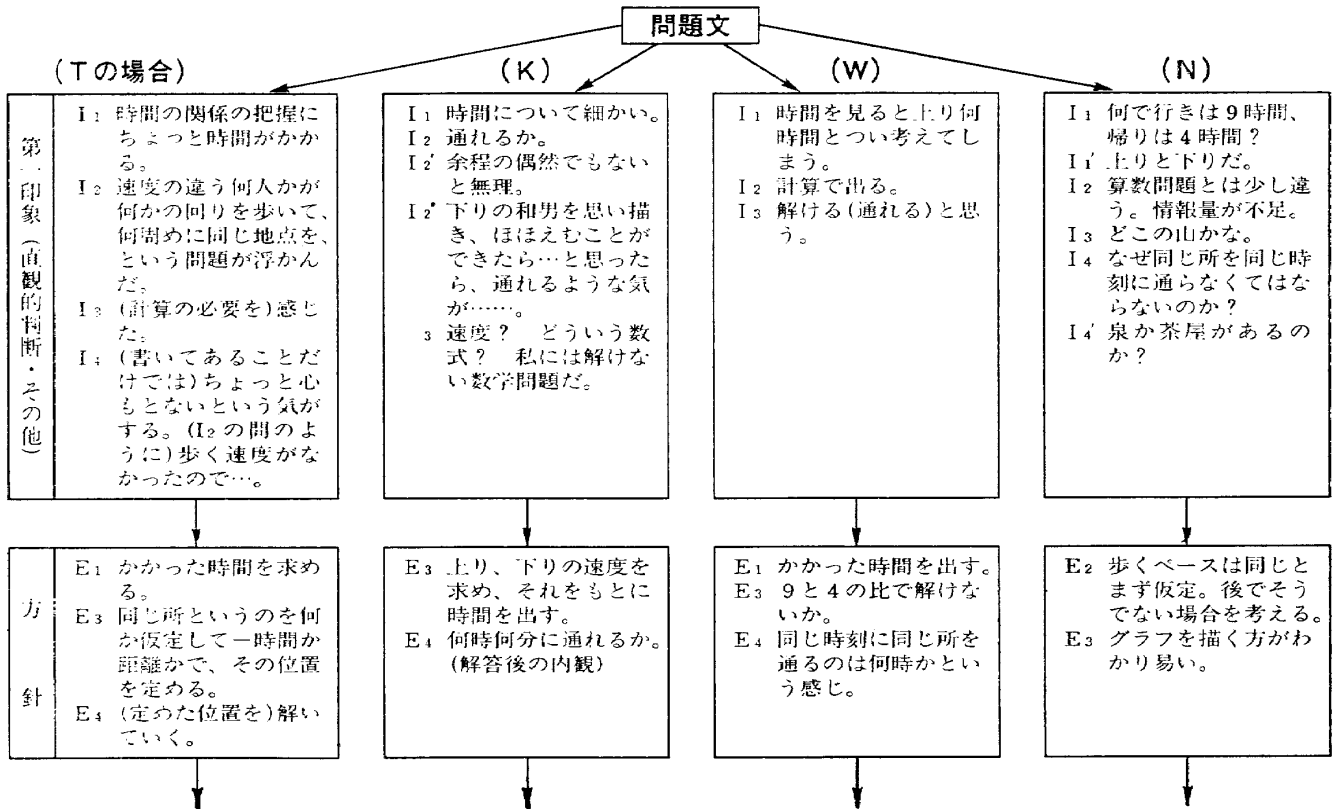 問題文
(Tの場合)
(K)
(W)
(N)
第一印象(直観的判断・その他)
I₁ 時間の関係の把握に
ちょっと時間がかか
る。
I₂ 速度の違う何人かが
何かの回りを歩いて、
何周めに同じ地点を、
という問題が浮かん
だ。
I₃ (計算の必要を)感じ
た。
I₄ (書いてあることだ
けでは)ちょっと心
もとないという気が
する。(I₂の問のよ
うに)歩く速度がな
かったので…。
I₁ 時間について細かい。
I₂ 通れるか。
I₂′ 余程の偶然でもない
と無理。
I₂″ 下りの和男を思い描
き、ほほえむことが
できたら…と思った
ら、通れるような気
が……。
₃ 速度? どういう数
式? 私には解けな
い数学問題だ。
I₁ 時間を見ると上り何
時間とつい考えてし
まう。
I₂ 計算で出る。
I₃ 解ける(通れる)と思
う。
I₁ 何で行きは9時間、
帰りは4時間?
I₁′ 上りと下りだ。
I₂ 算数問題とは少し違
う。情報量が不足。
I₃ どこの山かな。
I₄ なぜ同じ所を同じ時
刻に通らなくてはな
らないのか?
I₄′ 泉か茶屋があるの
か?
方針
E₁ かかった時間を求め
る。
E₃ 同じ所というのを何
か仮定して一時間か
距離かで、その位置
を定める。
E₄ (定めた位置を)解い
ていく。
E₃ 上り、下りの速度を
求め、それをもとに
時間を出す。
E₄ 何時何分に通れるか。
(解答後の内観)
E₁ かかった時間を出す。
E₃ 9と4の比で解けな
いか。
E₄ 同じ時刻に同じ所を
通るのは何時かとい
う感じ。
E₂ 歩くペースは同じと
まず仮定。後でそう
でない場合を考える。
E₃ グラフを描く方がわ
かり易い。